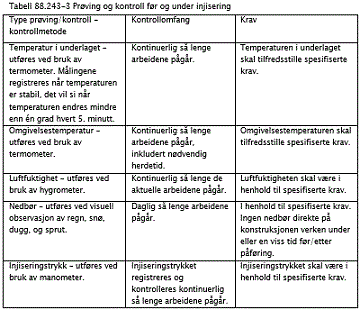 Tabell 88.243-3 Prøving og kontroll før og under injisering
Type prøving/kontroll –
kontrollmetode
Kontrollomfang
Krav
Temperatur i underlaget –
utføres ved bruk av
termometer. Målingene
registreres når temperaturen
er stabil, det vil si når
temperaturen endres mindre
enn én grad hvert 5. minutt.
Kontinuerlig så lenge
arbeidene pågår.
Temperaturen i underlaget
skal tilfredsstille spesifiserte
krav.
Omgivelsestemperatur –
utføres ved bruk av
termometer.
Kontinuerlig så lenge
arbeidene pågår,
inkludert nødvendig
herdetid.
Omgivelsestemperaturen skal
tilfredsstille spesifiserte krav.
Luftfuktighet – utføres ved
bruk av hygrometer.
Kontinuerlig så lenge de
aktuelle arbeidene pågår.
Luftfuktigheten skal være i
henhold til spesifiserte krav.
Nedbør – utføres ved visuell
observasjon av regn, snø,
dugg, og sprut.
Daglig så lenge arbeidene
pågår.
I henhold til spesifiserte krav.
Ingen nedbør direkte på
konstruksjonen verken under
eller en viss tid før/etter
påføring.
Injiseringstrykk – utføres ved
bruk av manometer.
Injiseringstrykket
registreres og
kontrolleres kontinuerlig
så lenge arbeidene pågår.
Injiseringstrykket skal være i
henhold til spesifiserte krav.